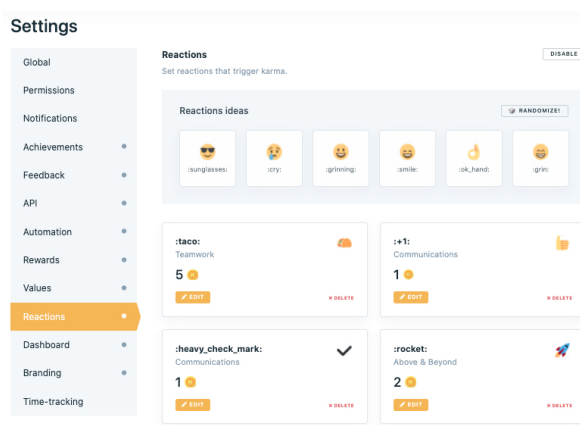 Settings
Global
Permissions
Notifications
Achievements
Feedback
API
Automation
Rewards
Values
Reactions
Dashboard
Branding
Time-tracking
Reactions
DISABLE
Set reactions that trigger karma.
Reactions ideas
RANDOMIZE!
:sunglasses:
:cry:
:grinning:
:smile:
:ok_hand:
:grin:
:taco:
Teamwork
5
EDIT
× DELETE
:+1:
Communications
1
EDIT
× DELETE
:heavy_check_mark:
Communications
1
EDIT
× DELETE
:rocket:
Above & Beyond
2
EDIT
× DELETE